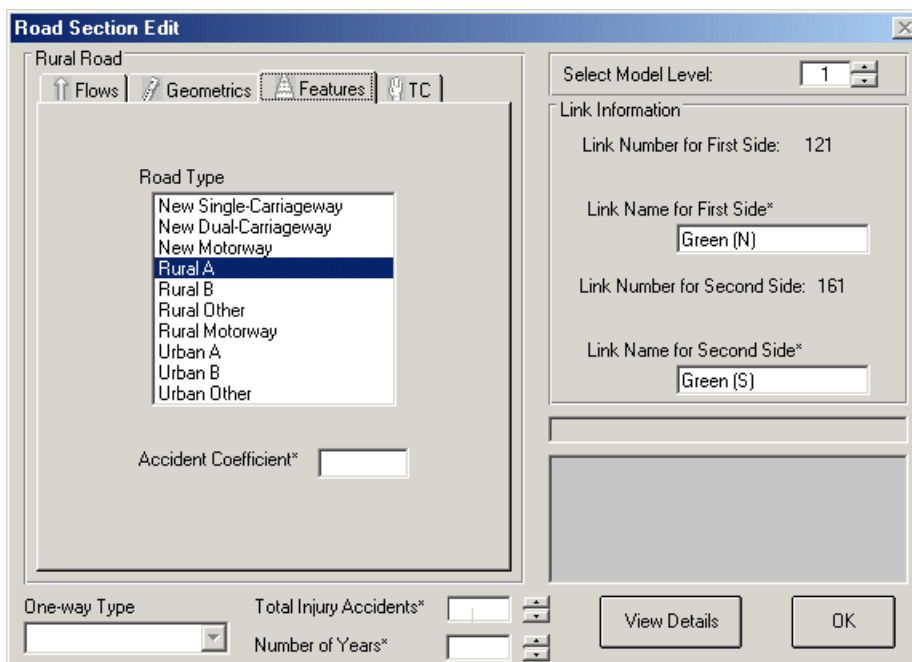 Road Section Edit
Rural Road
Flows
Geometrics
Features
TC
Road Type
New Single-Carriageway
New Dual-Carriageway
New Motorway
Rural A
Rural B
Rural Other
Rural Motorway
Urban A
Urban B
Urban Other
Accident Coefficient*
Select Model Level: 1
Link Information
Link Number for First Side: 121
Link Name for First Side*
Green (N)
Link Number for Second Side: 161
Link Name for Second Side*
Green (S)
One-way Type
Total Injury Accidents*
Number of Years*
View Details
OK